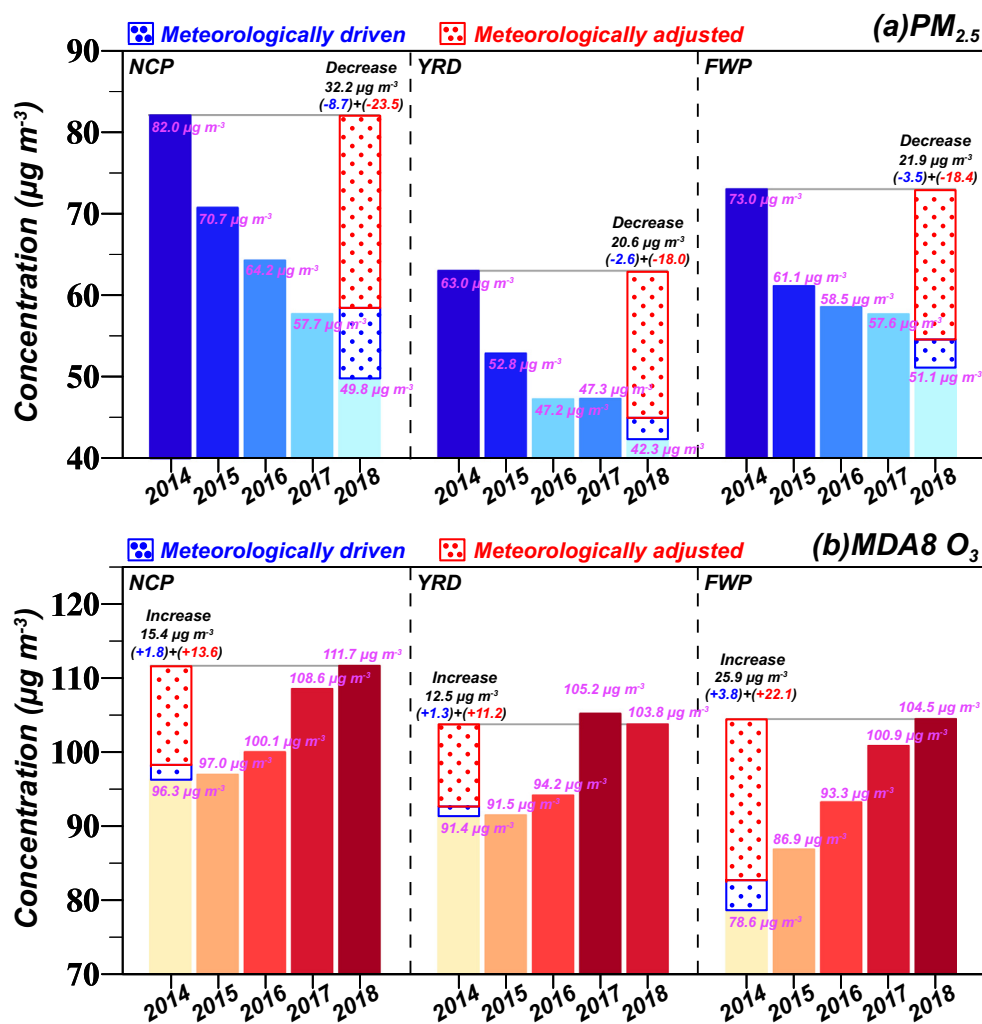 Meteorologically driven Meteorologically adjusted (a)PM2.5
NCP YRD FWP
Concentration (μg m-3)
90
80
70
60
50
40
Decrease
32.2 μg m-3
(-8.7)+(-23.5)
82.0 μg m-3
70.7 μg m-3
64.2 μg m-3
57.7 μg m-3
49.8 μg m-3
Decrease
20.6 μg m-3
(-2.6)+(-18.0)
63.0 μg m-3
52.8 μg m-3
47.2 μg m-3
47.3 μg m-3
42.3 μg m-3
Decrease
21.9 μg m-3
(-3.5)+(-18.4)
73.0 μg m-3
61.1 μg m-3
58.5 μg m-3
57.6 μg m-3
51.1 μg m-3
2014 2015 2016 2017 2018 2014 2015 2016 2017 2018 2014 2015 2016 2017 2018
Meteorologically driven Meteorologically adjusted (b)MDA8 O3
NCP YRD FWP
Concentration (μg m-3)
120
110
100
90
80
70
Increase
15.4 μg m-3
(+1.8)+(+13.6)
96.3 μg m-3
97.0 μg m-3
100.1 μg m-3
108.6 μg m-3
111.7 μg m-3
Increase
12.5 μg m-3
(+1.3)+(+11.2)
91.4 μg m-3
91.5 μg m-3
94.2 μg m-3
105.2 μg m-3
103.8 μg m-3
Increase
25.9 μg m-3
(+3.8)+(+22.1)
78.6 μg m-3
86.9 μg m-3
93.3 μg m-3
100.9 μg m-3
104.5 μg m-3
2014 2015 2016 2017 2018 2014 2015 2016 2017 2018 2014 2015 2016 2017 2018